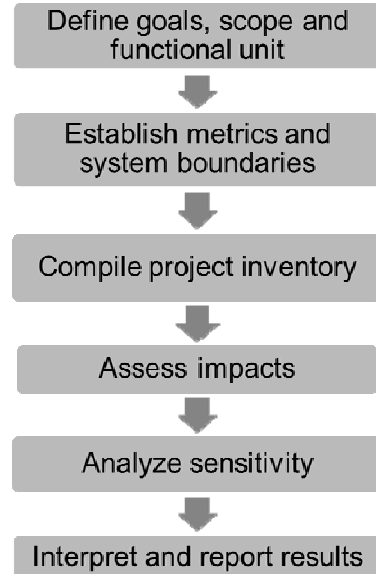 Define goals, scope and
functional unit
Establish metrics and
system boundaries
Compile project inventory
Assess impacts
Analyze sensitivity
Interpret and report results